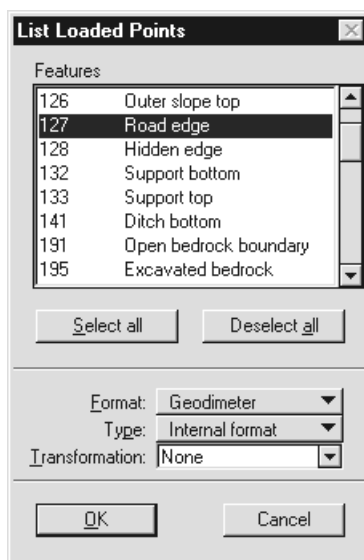 List Loaded Points
Features
126 Outer slope top
127 Road edge
128 Hidden edge
132 Support bottom
133 Support top
141 Ditch bottom
191 Open bedrock boundary
195 Excavated bedrock
Select all Deselect all
Format: Geodimeter
Type: Internal format
Transformation: None
OK Cancel